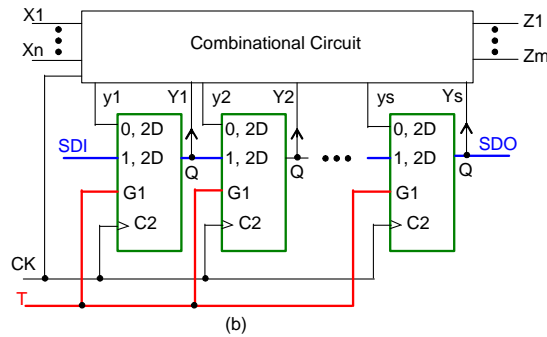 X1
Z1
Combinational Circuit
Xn
Zm
y1 Y1 y2 Y2 ys Ys
0, 2D 0, 2D 0, 2D
SDI 1, 2D 1, 2D 1, 2D SDO
Q Q Q
G1 G1 G1
C2 C2 C2
CK
T
(b)